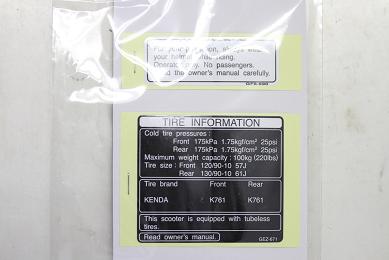 For your protection, always wear
your helmet while riding.
Operator only. No passengers.
Read the owner's manual carefully.
TIRE INFORMATION
Cold tire pressures :
Front 175kPa 1.75kgf/cm² 25psi
Rear 175kPa 1.75kgf/cm² 25psi
Maximum weight capacity : 100kg (220lbs)
Tire size : Front 120/90-10 57J
Rear 130/90-10 61J
Tire brand Front Rear
KENDA K761 K761
This scooter is equipped with tubeless
tires.
Read owner's manual.
GEZ-671